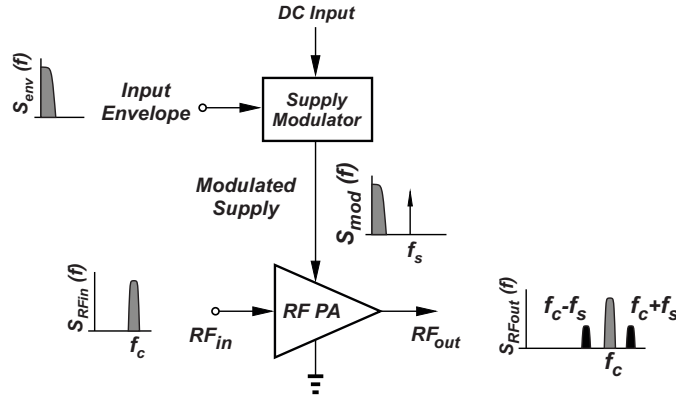 DC Input
S_env (f)
Input
Envelope
Supply
Modulator
Modulated
Supply
S_mod (f)
f_s
S_RFin (f)
f_c
RF_in
RF PA
RF_out
S_RFout (f)
f_c-f_s
f_c+f_s
f_c